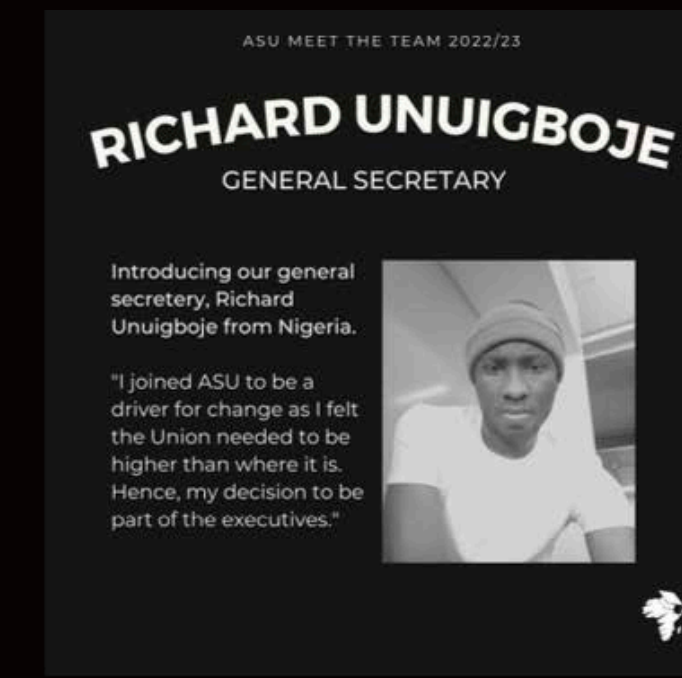 ASU MEET THE TEAM 2022/23
RICHARD UNUIGBOJE
GENERAL SECRETARY
Introducing our general
secretery, Richard
Unuigboje from Nigeria.
"I joined ASU to be a
driver for change as I felt
the Union needed to be
higher than where it is.
Hence, my decision to be
part of the executives."